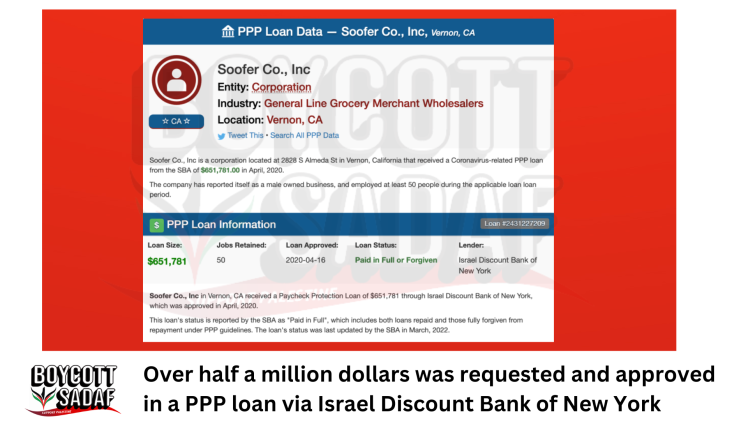 PPP Loan Data — Soofer Co., Inc, Vernon, CA
Soofer Co., Inc
Entity: Corporation
Industry: General Line Grocery Merchant Wholesalers
Location: Vernon, CA
☆ CA ☆
Tweet This • Search All PPP Data
BOYCOTT
SADAF
Soofer Co., Inc is a corporation located at 2828 S Almeda St in Vernon, California that received a Coronavirus-related PPP loan
from the SBA of $651,781.00 in April, 2020.
The company has reported itself as a male owned business, and employed at least 50 people during the applicable loan loan
period.
$ PPP Loan Information
Loan #2431227209
Loan Size: Jobs Retained: Loan Approved: Loan Status: Lender:
$651,781 50 2020-04-16 Paid in Full or Forgiven Israel Discount Bank of
New York
Soofer Co., Inc in Vernon, CA received a Paycheck Protection Loan of $651,781 through Israel Discount Bank of New York,
which was approved in April, 2020.
This loan's status is reported by the SBA as "Paid in Full", which includes both loans repaid and those fully forgiven from
repayment under PPP guidelines. The loan's status was last updated by the SBA in March, 2022.
BOYCOTT
SADAF
Over half a million dollars was requested and approved
in a PPP loan via Israel Discount Bank of New York